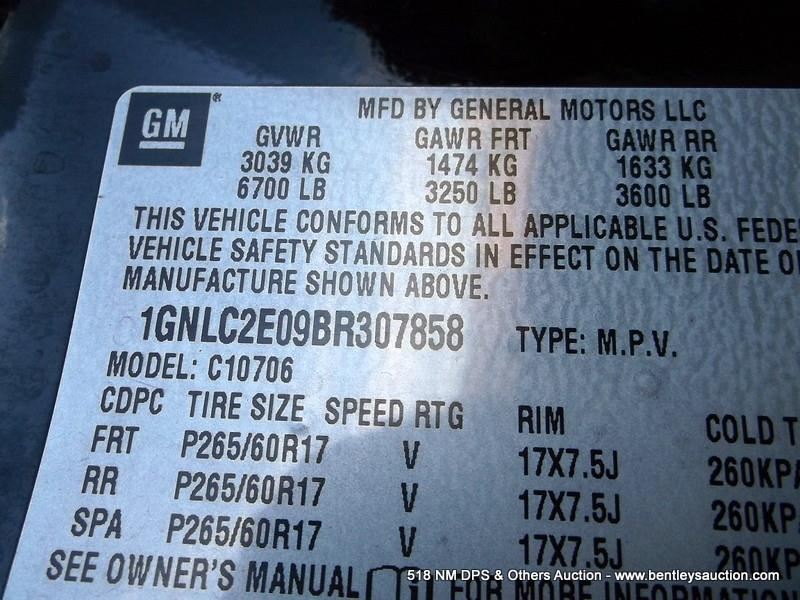 GM
MFD BY GENERAL MOTORS LLC
GVWR GAWR FRT GAWR RR
3039 KG 1474 KG 1633 KG
6700 LB 3250 LB 3600 LB
THIS VEHICLE CONFORMS TO ALL APPLICABLE U.S. FEDE
VEHICLE SAFETY STANDARDS IN EFFECT ON THE DATE O
MANUFACTURE SHOWN ABOVE.
1GNLC2E09BR307858 TYPE: M.P.V.
MODEL: C10706
CDPC TIRE SIZE SPEED RTG RIM COLD T
FRT P265/60R17 V 17X7.5J 260KPA
RR P265/60R17 V 17X7.5J 260KP
SPA P265/60R17 V 17X7.5J 260KP
SEE OWNER'S MANUAL FOR MORE INFORMATION
518 NM DPS & Others Auction - www.bentleysauction.com